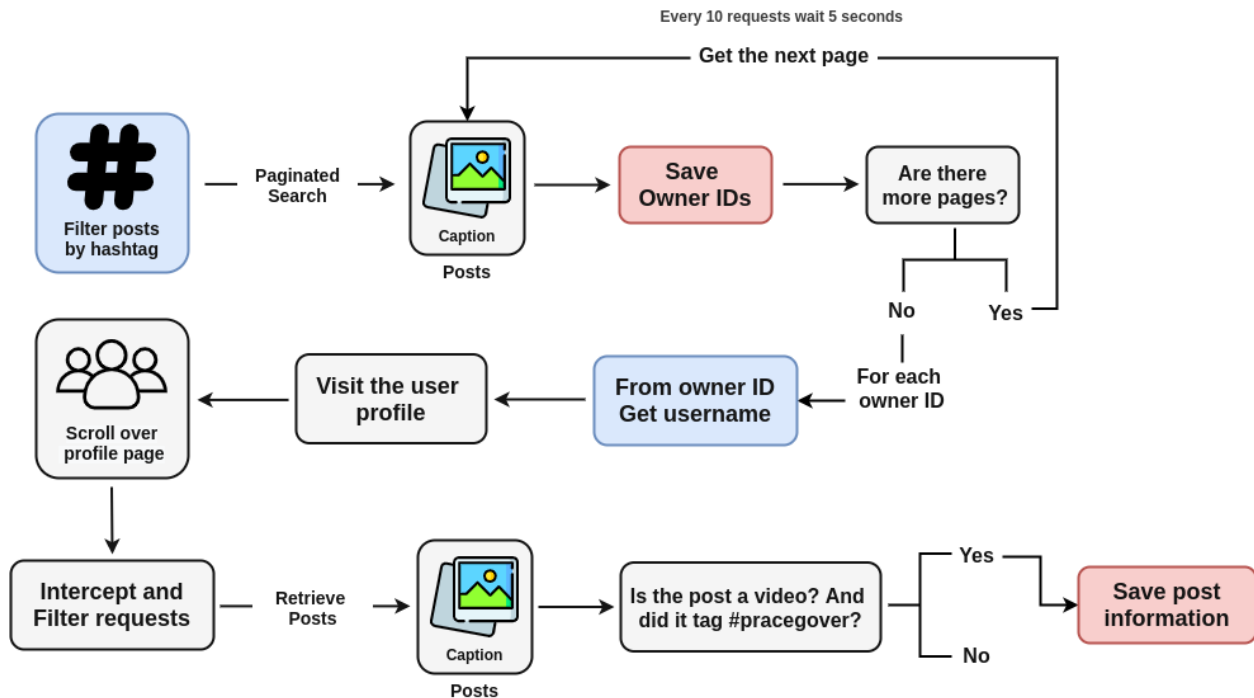 Every 10 requests wait 5 seconds
Get the next page
Filter posts
by hashtag
Paginated
Search
Caption
Posts
Save
Owner IDs
Are there
more pages?
No
Yes
For each
owner ID
From owner ID
Get username
Visit the user
profile
Scroll over
profile page
Intercept and
Filter requests
Retrieve
Posts
Caption
Posts
Is the post a video? And
did it tag #pracegover?
Yes
No
Save post
information